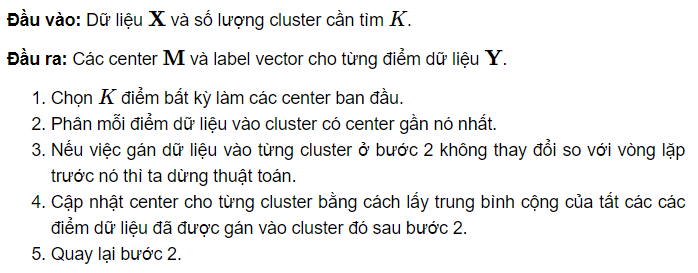 Đầu vào: Dữ liệu X và số lượng cluster cần tìm K.
Đầu ra: Các center M và label vector cho từng điểm dữ liệu Y.
1. Chọn K điểm bất kỳ làm các center ban đầu.
2. Phân mỗi điểm dữ liệu vào cluster có center gần nó nhất.
3. Nếu việc gán dữ liệu vào từng cluster ở bước 2 không thay đổi so với vòng lặp
trước nó thì ta dừng thuật toán.
4. Cập nhật center cho từng cluster bằng cách lấy trung bình cộng của tất các các
điểm dữ liệu đã được gán vào cluster đó sau bước 2.
5. Quay lại bước 2.